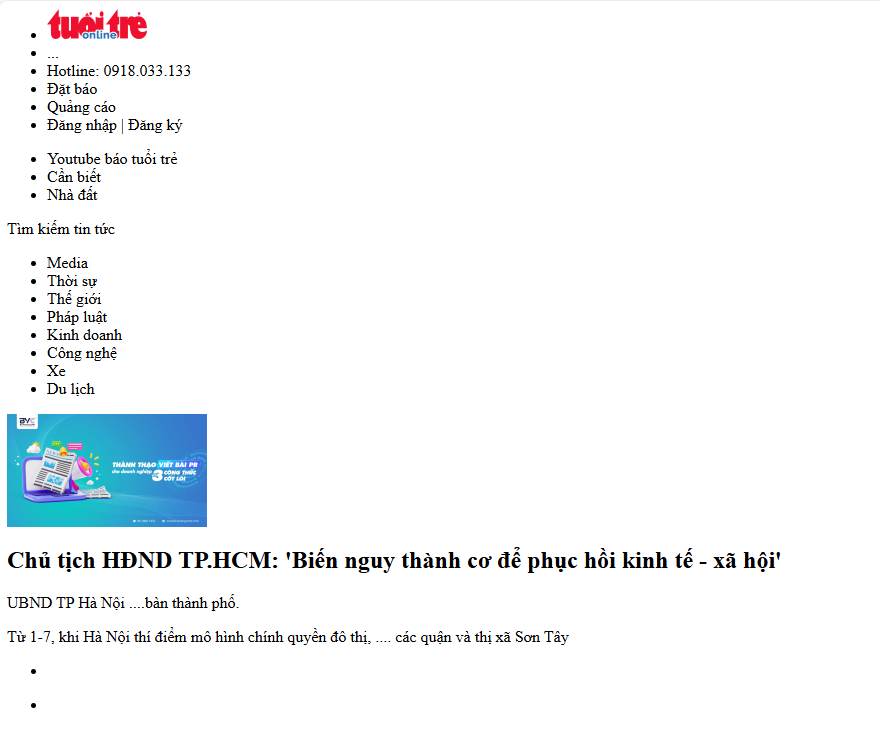 tuổi trẻ
online
...
Hotline: 0918.033.133
Đặt báo
Quảng cáo
Đăng nhập | Đăng ký
Youtube báo tuổi trẻ
Cần biết
Nhà đất
Tìm kiếm tin tức
Media
Thời sự
Thế giới
Pháp luật
Kinh doanh
Công nghệ
Xe
Du lịch
THÀNH THẠO VIẾT BÀI PR
cho doanh nghiệp
3 CÔNG THỨC
CỐT LÕI
Chủ tịch HĐND TP.HCM: 'Biến nguy thành cơ để phục hồi kinh tế - xã hội'
UBND TP Hà Nội ....bàn thành phố.
Từ 1-7, khi Hà Nội thí điểm mô hình chính quyền đô thị, .... các quận và thị xã Sơn Tây